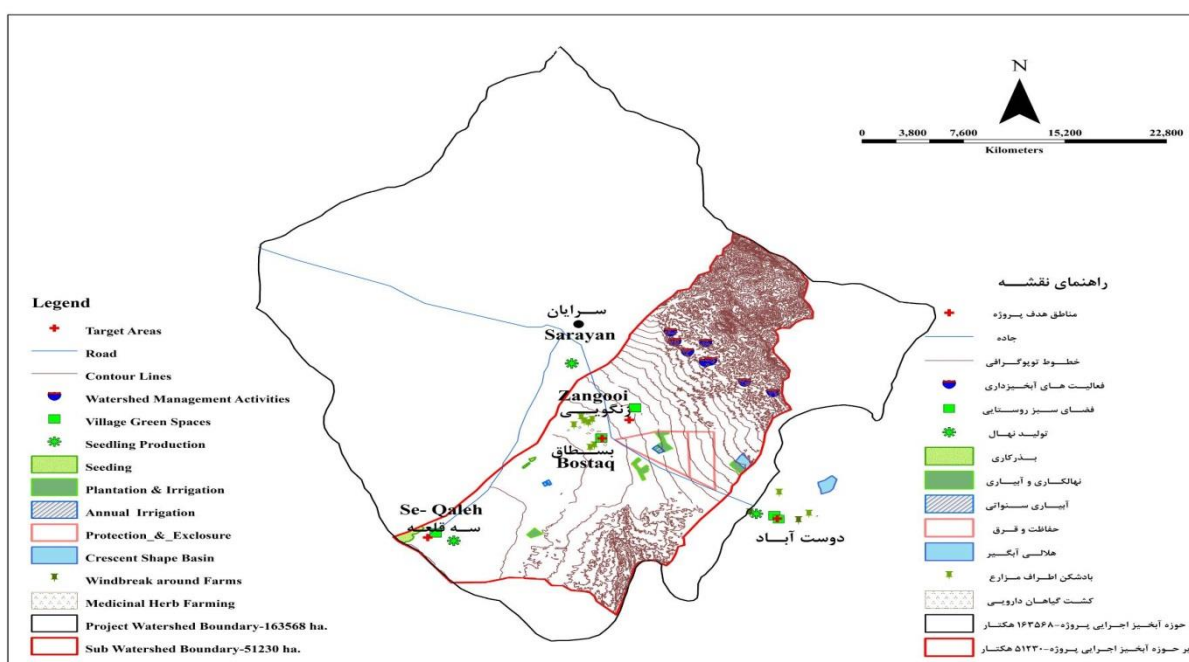 N
0 3,800 7,600 15,200 22,800
Kilometers
سرایان
Sarayan
Zangooi
زنگویی
بسطاق
Bostaq
Se- Qaleh
سه قلعه
دوست آباد
Legend
Target Areas
Road
Contour Lines
Watershed Management Activities
Village Green Spaces
Seedling Production
Seeding
Plantation & Irrigation
Annual Irrigation
Protection_&_Exclosure
Crescent Shape Basin
Windbreak around Farms
Medicinal Herb Farming
Project Watershed Boundary-163568 ha.
Sub Watershed Boundary-51230 ha.
راهنمای نقشه
مناطق هدف پروژه
جاده
خطوط توپوگرافی
فعالیت های آبخیزداری
فضای سبز روستایی
تولید نهال
بذرکاری
نهالکاری و آبیاری
آبیاری سنواتی
حفاظت و قرق
هلالی آبگیر
بادشکن اطراف مزارع
کشت گیاهان دارویی
حوزه آبخیز اجرایی پروژه-۱۶۳۵۶۸ هکتار
حوزه آبخیز اجرایی پروژه-۵۱۲۳۰ هکتار